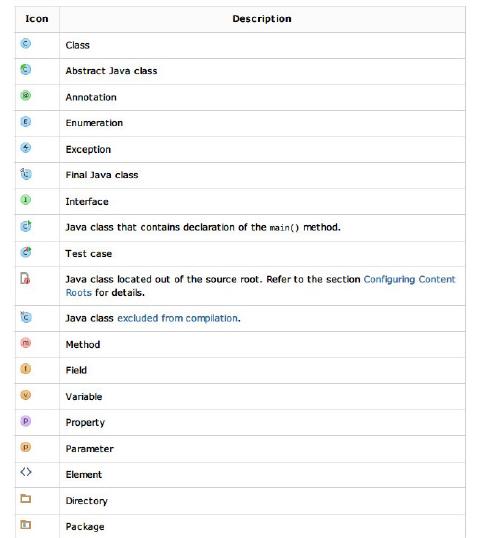 Icon Description
C Class
C Abstract Java class
@ Annotation
E Enumeration
Exception
C Final Java class
I Interface
C Java class that contains declaration of the main() method.
C Test case
Java class located out of the source root. Refer to the section Configuring Content
Roots for details.
C Java class excluded from compilation.
m Method
f Field
v Variable
p Property
p Parameter
<> Element
Directory
Package